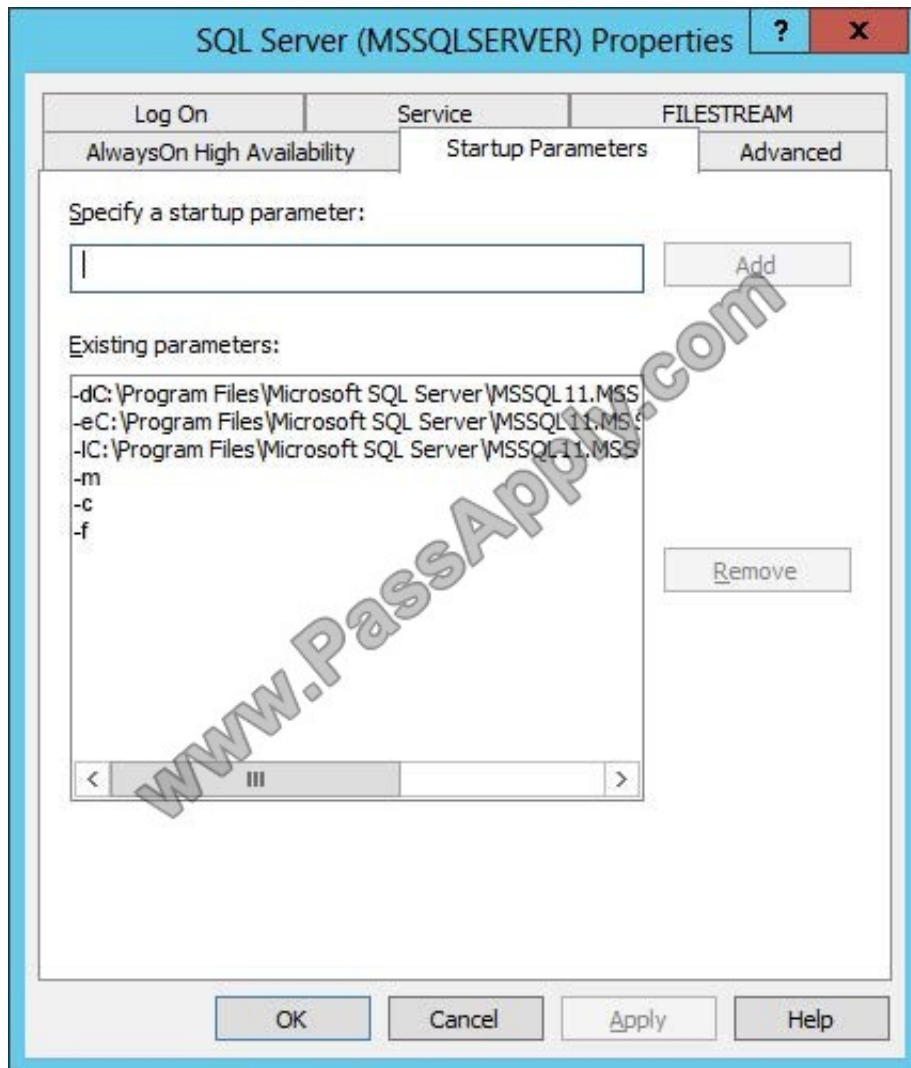 SQL Server (MSSQLSERVER) Properties
?
x
Log On
Service
FILESTREAM
AlwaysOn High Availability
Startup Parameters
Advanced
Specify a startup parameter:
Add
Existing parameters:
-dC:\Program Files\Microsoft SQL Server\MSSQL11.MSS
-eC:\Program Files\Microsoft SQL Server\MSSQL11.MSS
-lC:\Program Files\Microsoft SQL Server\MSSQL11.MSS
-m
-c
-f
Remove
www.PassApply.com
OK
Cancel
Apply
Help